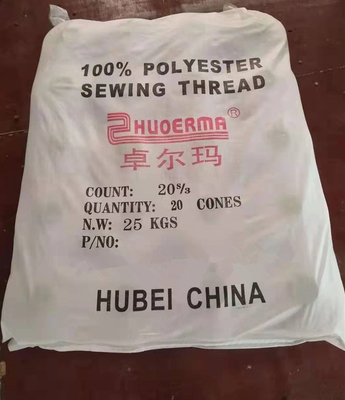 100% POLYESTER
SEWING THREAD
ZHUOERMA®
卓尔玛
COUNT: 20S/3
QUANTITY: 20 CONES
N.W: 25 KGS
P/NO:
HUBEI CHINA